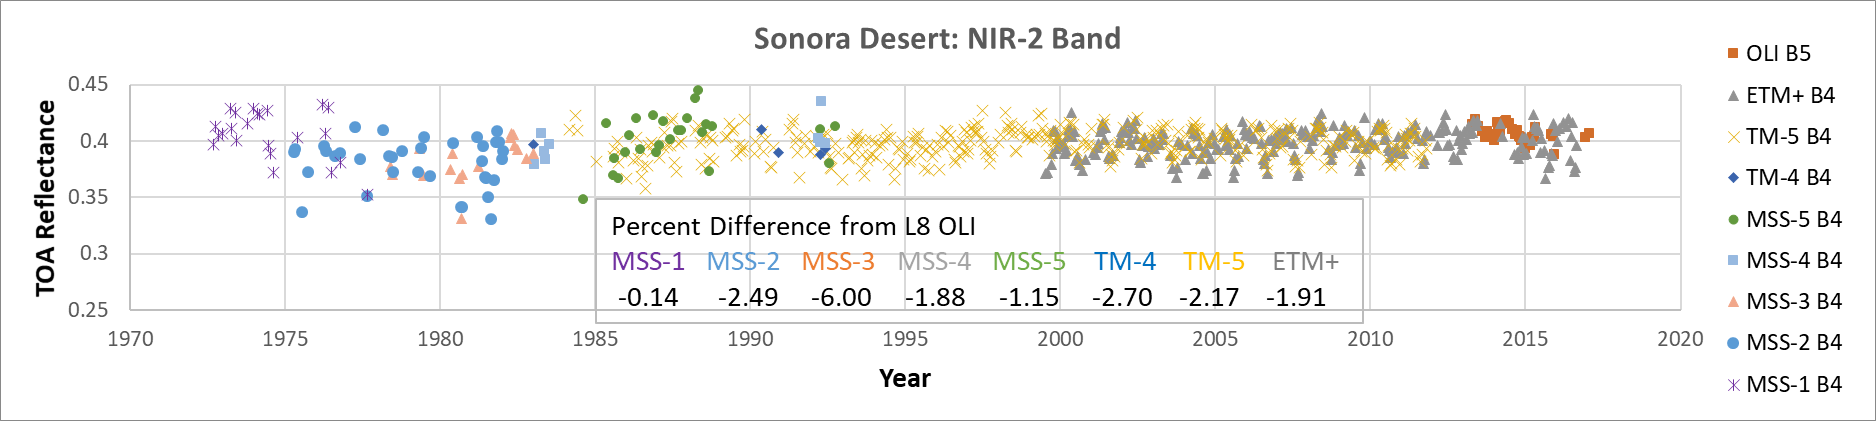 Sonora Desert: NIR-2 Band
TOA Reflectance
0.45
0.4
0.35
0.3
0.25
1970 1975 1980 1985 1990 1995 2000 2005 2010 2015 2020
Year
Percent Difference from L8 OLI
MSS-1 MSS-2 MSS-3 MSS-4 MSS-5 TM-4 TM-5 ETM+
-0.14 -2.49 -6.00 -1.88 -1.15 -2.70 -2.17 -1.91
OLI B5
ETM+ B4
TM-5 B4
TM-4 B4
MSS-5 B4
MSS-4 B4
MSS-3 B4
MSS-2 B4
MSS-1 B4